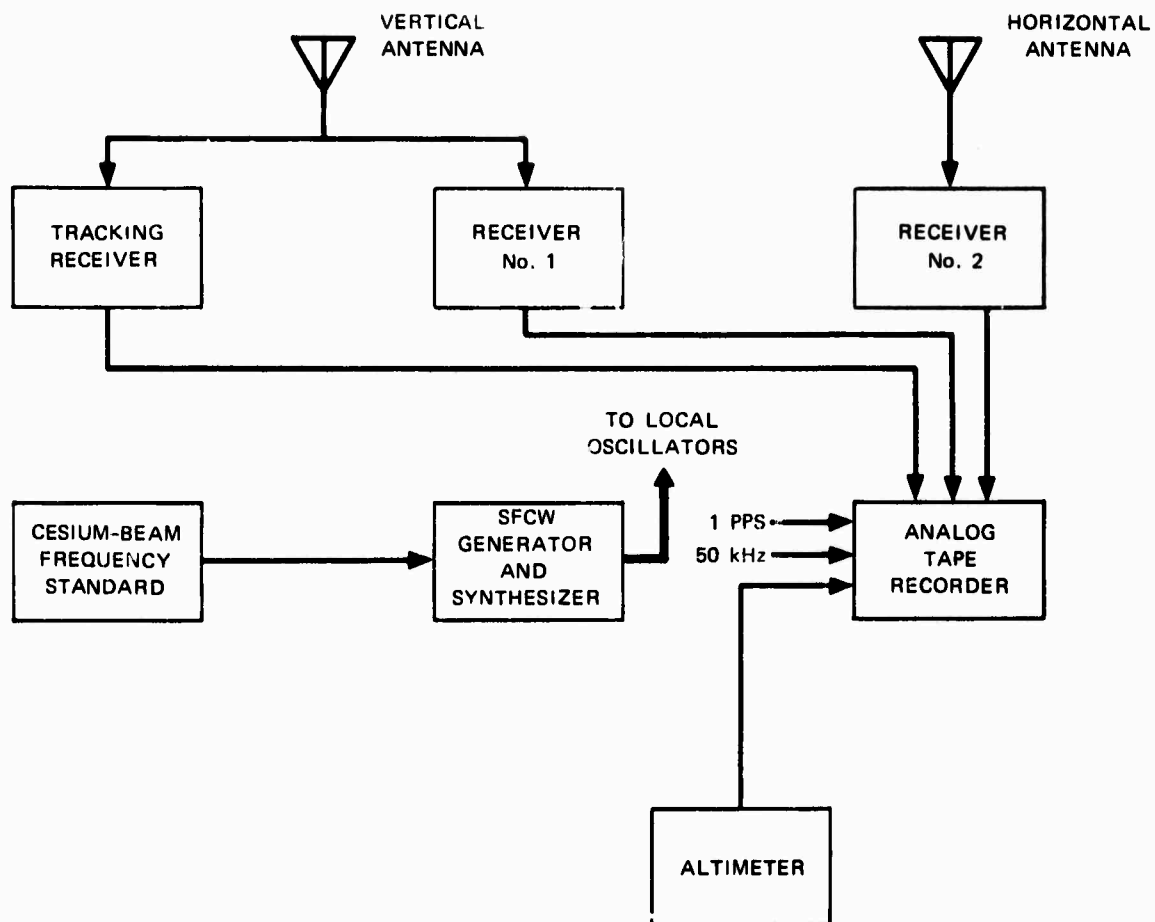 VERTICAL
ANTENNA
HORIZONTAL
ANTENNA
TRACKING
RECEIVER
RECEIVER
No. 1
RECEIVER
No. 2
TO LOCAL
OSCILLATORS
CESIUM-BEAM
FREQUENCY
STANDARD
SFCW
GENERATOR
AND
SYNTHESIZER
1 PPS
50 kHz
ANALOG
TAPE
RECORDER
ALTIMETER